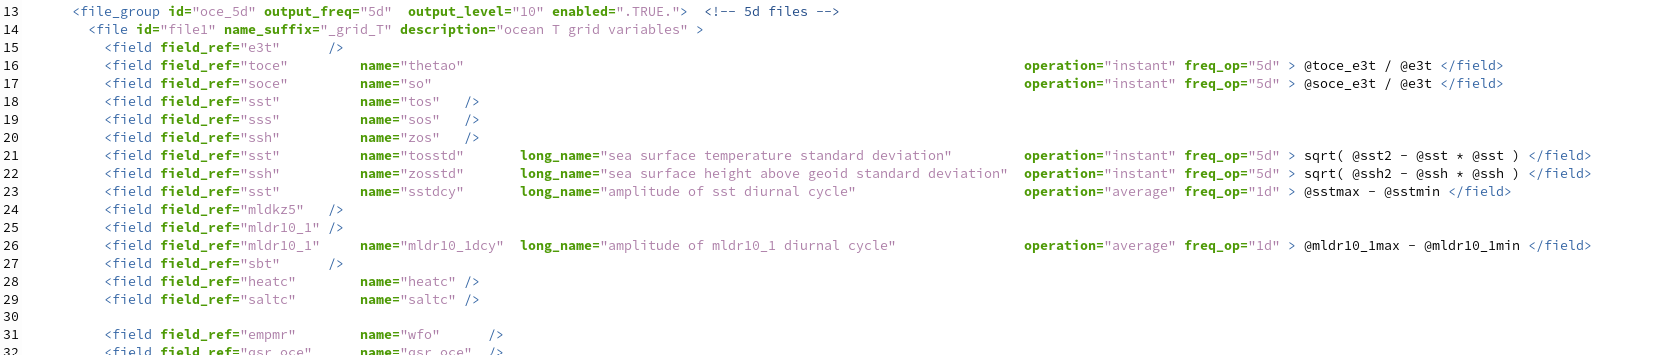 13 <file_group id="oce_5d" output_freq="5d" output_level="10" enabled=".TRUE."> <!-- 5d files -->
14 <file id="file1" name_suffix="_grid_T" description="ocean T grid variables" >
15 <field field_ref="e3t" />
16 <field field_ref="toce" name="thetao" operation="instant" freq_op="5d" > @toce_e3t / @e3t </field>
17 <field field_ref="soce" name="so" operation="instant" freq_op="5d" > @soce_e3t / @e3t </field>
18 <field field_ref="sst" name="tos" />
19 <field field_ref="sss" name="sos" />
20 <field field_ref="ssh" name="zos" />
21 <field field_ref="sst" name="tosstd" long_name="sea surface temperature standard deviation" operation="instant" freq_op="5d" > sqrt( @sst2 - @sst * @sst ) </field>
22 <field field_ref="ssh" name="zosstd" long_name="sea surface height above geoid standard deviation" operation="instant" freq_op="5d" > sqrt( @ssh2 - @ssh * @ssh ) </field>
23 <field field_ref="sst" name="sstdcy" long_name="amplitude of sst diurnal cycle" operation="average" freq_op="1d" > @sstmax - @sstmin </field>
24 <field field_ref="mldkz5" />
25 <field field_ref="mldr10_1" />
26 <field field_ref="mldr10_1" name="mldr10_1dcy" long_name="amplitude of mldr10_1 diurnal cycle" operation="average" freq_op="1d" > @mldr10_1max - @mldr10_1min </field>
27 <field field_ref="sbt" />
28 <field field_ref="heatc" name="heatc" />
29 <field field_ref="saltc" name="saltc" />
30
31 <field field_ref="empmr" name="wfo" />
32 <field field_ref="qsr_oce" name="qsr_oce" />